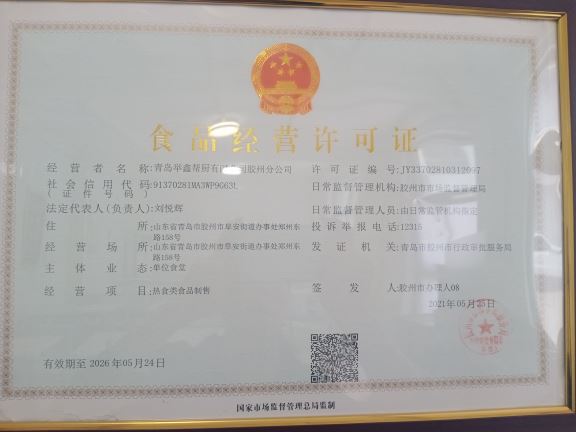 食品经营许可证
经营者名称:青岛举鑫帮厨有限公司胶州分公司
许可证编号:JY33702810312097
社会信用代码:91370281MA3WP9G63L
(证件号码)
日常监督管理机构:胶州市市场监督管理局
法定代表人(负责人):刘悦辉
日常监督管理人员:由日常监管机构指定
住所:山东省青岛市胶州市阜安街道办事处郑州东
路158号
投诉举报电话:12315
经营场所:山东省青岛市胶州市阜安街道办事处郑州东
路158号
发证机关:青岛市胶州市行政审批服务局
主体业态:单位食堂
经营项目:热食类食品制售
签发人:胶州市办理人08
2021年05月25日
有效期至2026年05月24日
国家市场监督管理总局监制